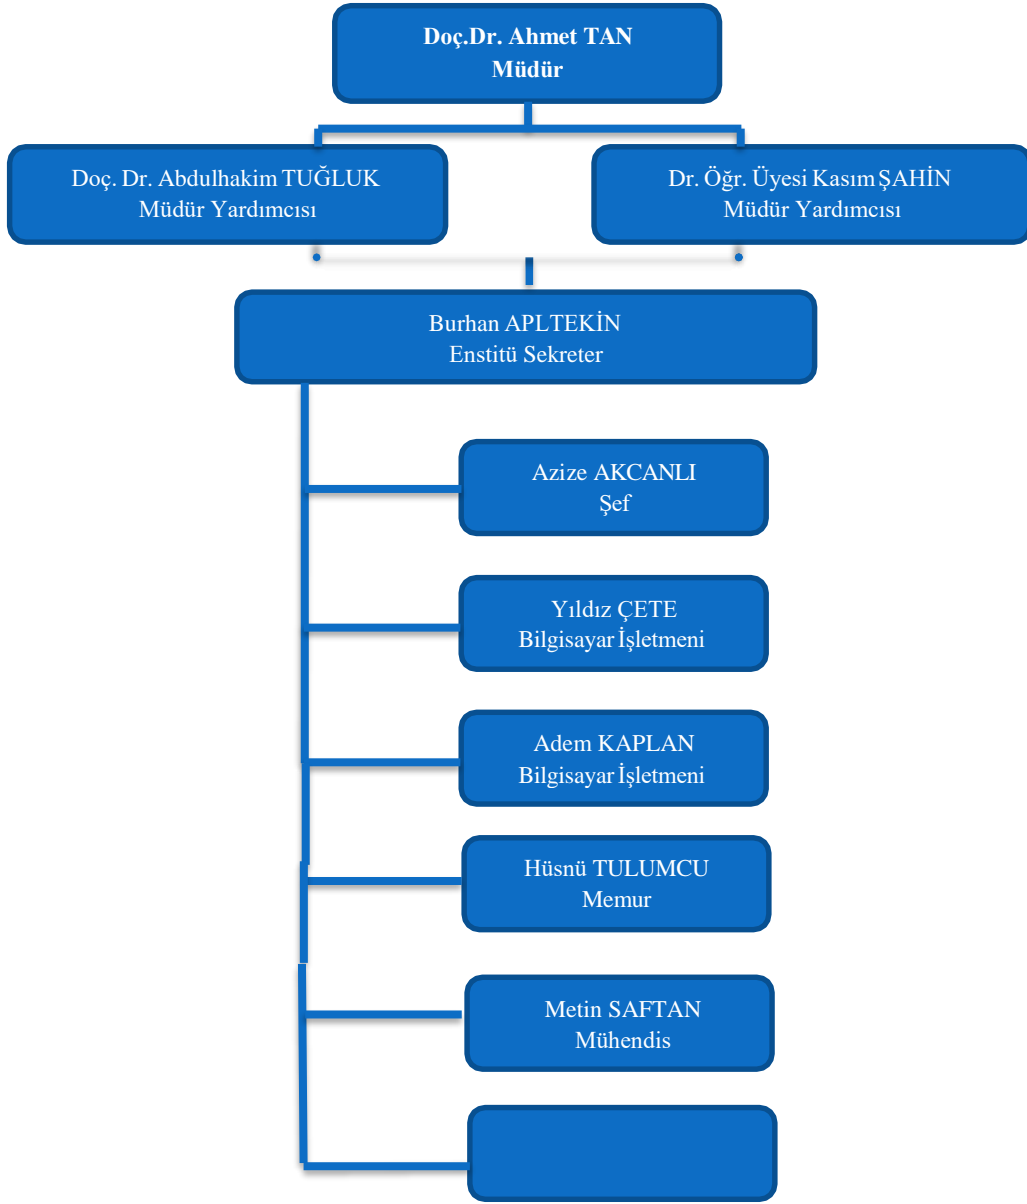 Doç.Dr. Ahmet TAN
Müdür
Doç. Dr. Abdulhakim TUĞLUK
Müdür Yardımcısı
Dr. Öğr. Üyesi Kasım ŞAHİN
Müdür Yardımcısı
Burhan APLTEKİN
Enstitü Sekreter
Azize AKCANLI
Şef
Yıldız ÇETE
Bilgisayar İşletmeni
Adem KAPLAN
Bilgisayar İşletmeni
Hüsnü TULUMCU
Memur
Metin SAFTAN
Mühendis